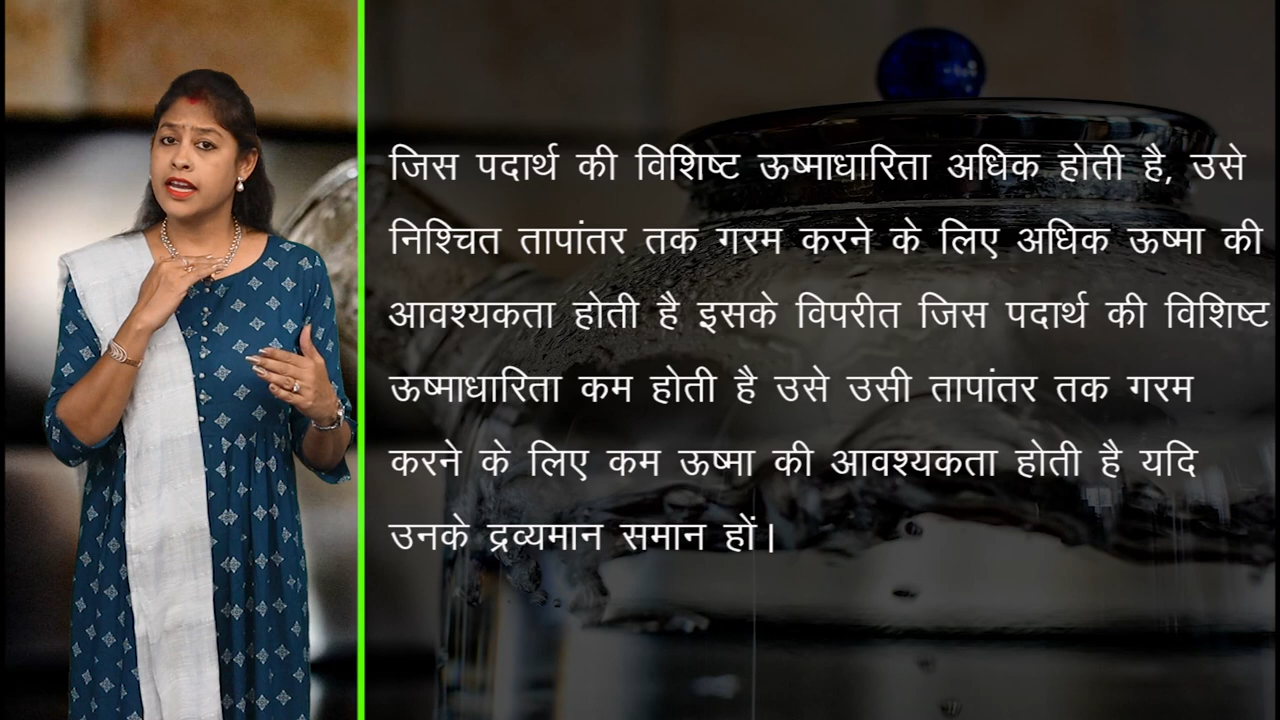 जिस पदार्थ की विशिष्ट ऊष्माधारिता अधिक होती है, उसे
निश्चित तापांतर तक गरम करने के लिए अधिक ऊष्मा की
आवश्यकता होती है इसके विपरीत जिस पदार्थ की विशिष्ट
ऊष्माधारिता कम होती है उसे उसी तापांतर तक गरम
करने के लिए कम ऊष्मा की आवश्यकता होती है यदि
उनके द्रव्यमान समान हों।